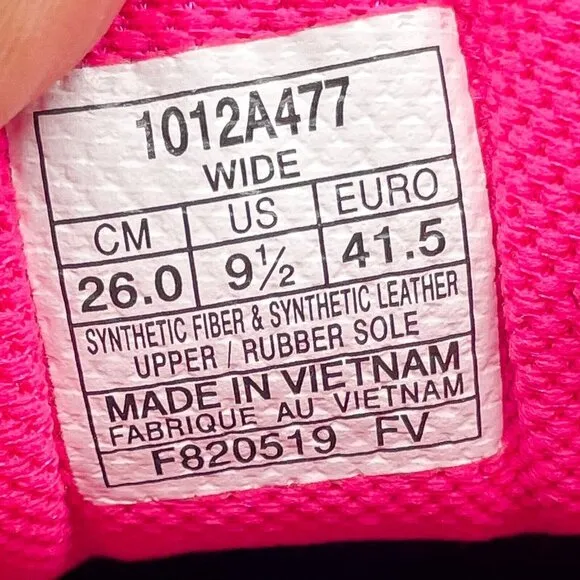 1012A477
WIDE
CM US EURO
26.0 9½ 41.5
SYNTHETIC FIBER & SYNTHETIC LEATHER
UPPER / RUBBER SOLE
MADE IN VIETNAM
FABRIQUE AU VIETNAM
F820519 FV